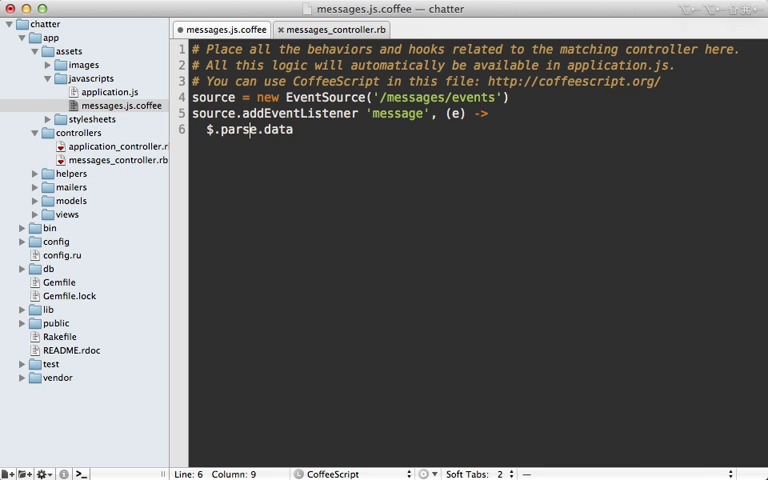 messages.js.coffee — chatter
chatter
app
assets
images
javascripts
application.js
messages.js.coffee
stylesheets
controllers
application_controller.r
messages_controller.rb
helpers
mailers
models
views
bin
config
config.ru
db
Gemfile
Gemfile.lock
lib
public
Rakefile
README.rdoc
test
vendor
messages.js.coffee
messages_controller.rb
1 # Place all the behaviors and hooks related to the matching controller here.
2 # All this logic will automatically be available in application.js.
3 # You can use CoffeeScript in this file: http://coffeescript.org/
4 source = new EventSource('/messages/events')
5 source.addEventListener 'message', (e) ->
6 $.parse.data
Line: 6 Column: 9 CoffeeScript Soft Tabs: 2 —